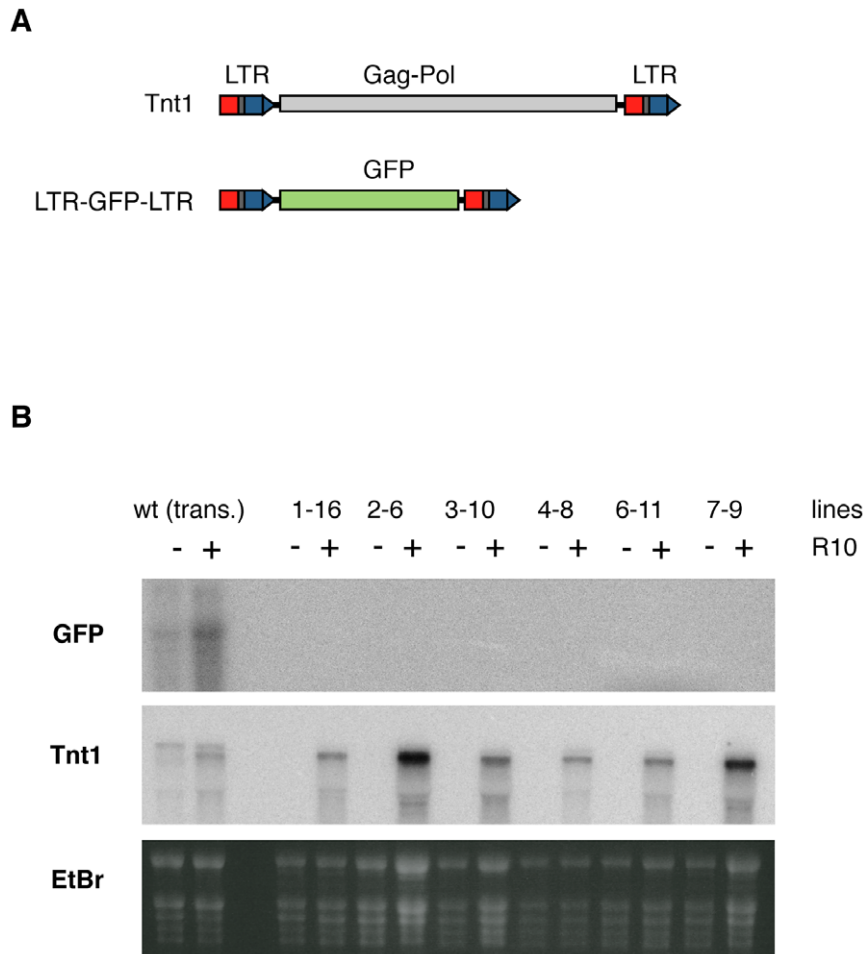 A
LTR Gag-Pol LTR
Tnt1
GFP
LTR-GFP-LTR
B
wt (trans.) 1-16 2-6 3-10 4-8 6-11 7-9 lines
- + - + - + - + - + - + - + R10
GFP
Tnt1
EtBr